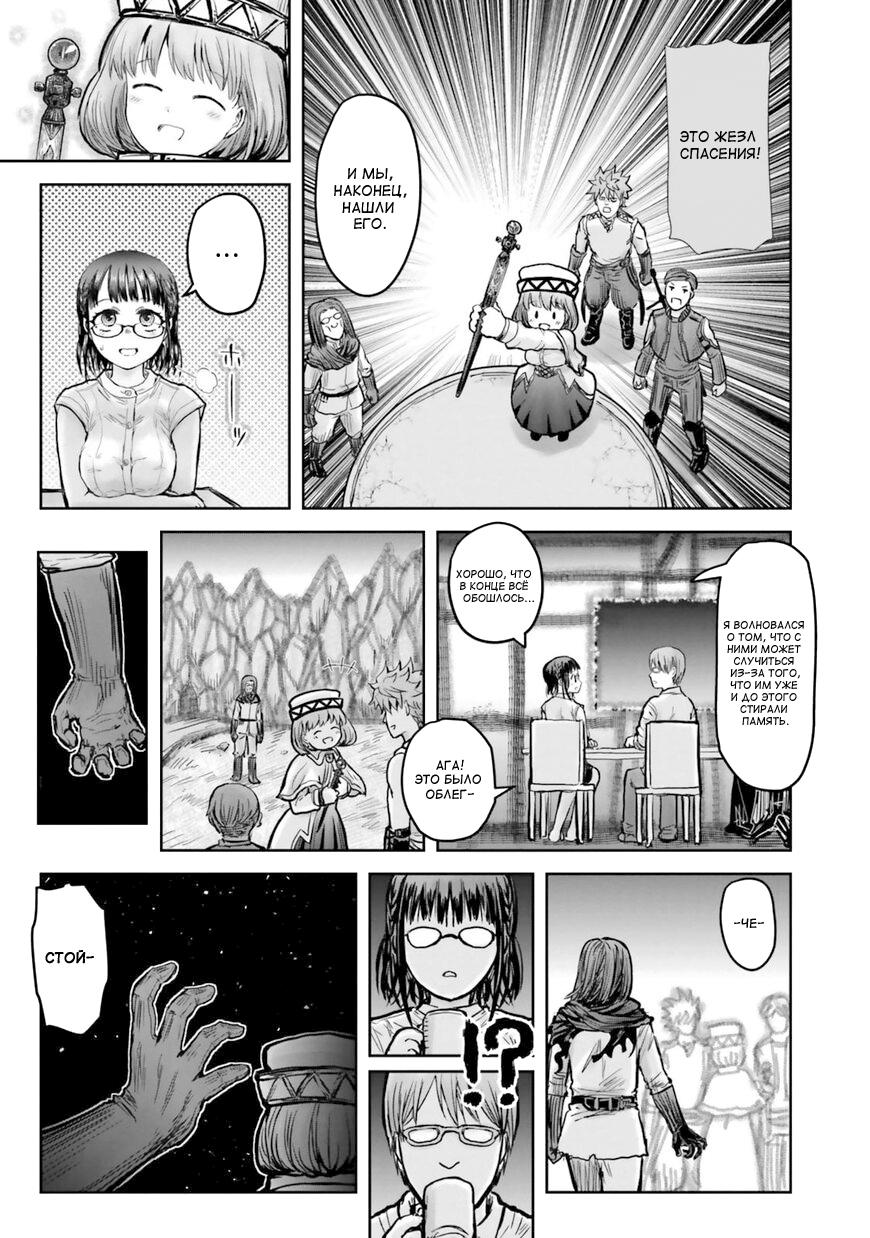 ЭТО ЖЕЗЛ
СПАСЕНИЯ!
И МЫ,
НАКОНЕЦ,
НАШЛИ
ЕГО.
...
ホーッ
Я ВОЛНОВАЛСЯ
О ТОМ, ЧТО С
НИМИ МОЖЕТ
СЛУЧИТЬСЯ
ИЗ-ЗА ТОГО,
ЧТО ИМ УЖЕ
И ДО ЭТОГО
СТИРАЛИ
ПАМЯТЬ.
ХОРОШО, ЧТО
В КОНЦЕ ВСЁ
ОБОШЛОСЬ...
АГА!
ЭТО БЫЛО
ОБЛЕГ-
-ЧЕ-
!?
СТОЙ-